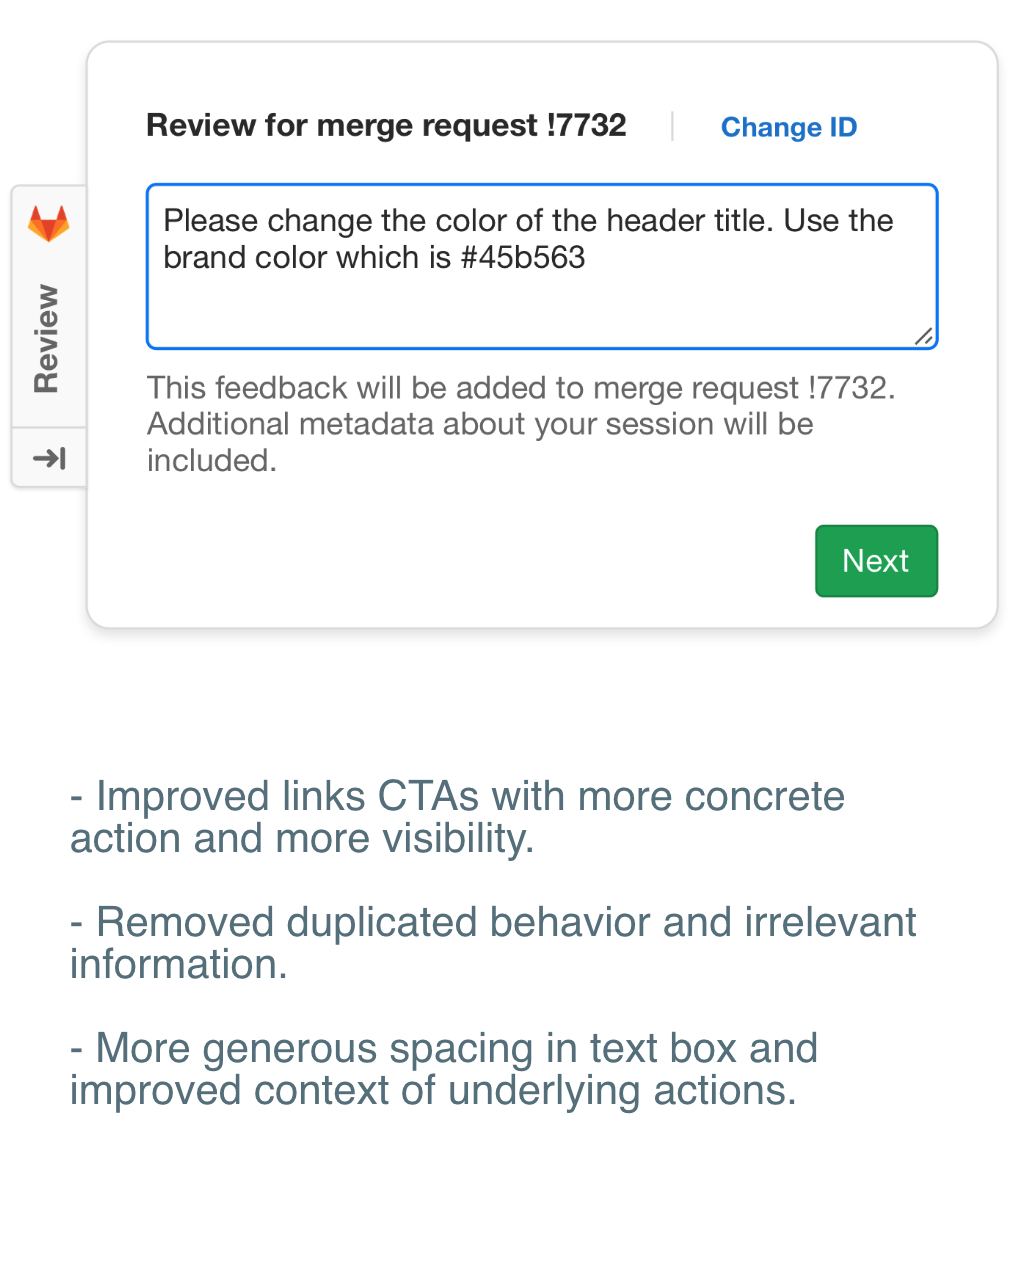 Review for merge request !7732
Change ID
Please change the color of the header title. Use the
brand color which is #45b563
Review
This feedback will be added to merge request !7732.
Additional metadata about your session will be
included.
Next
- Improved links CTAs with more concrete
action and more visibility.
- Removed duplicated behavior and irrelevant
information.
- More generous spacing in text box and
improved context of underlying actions.